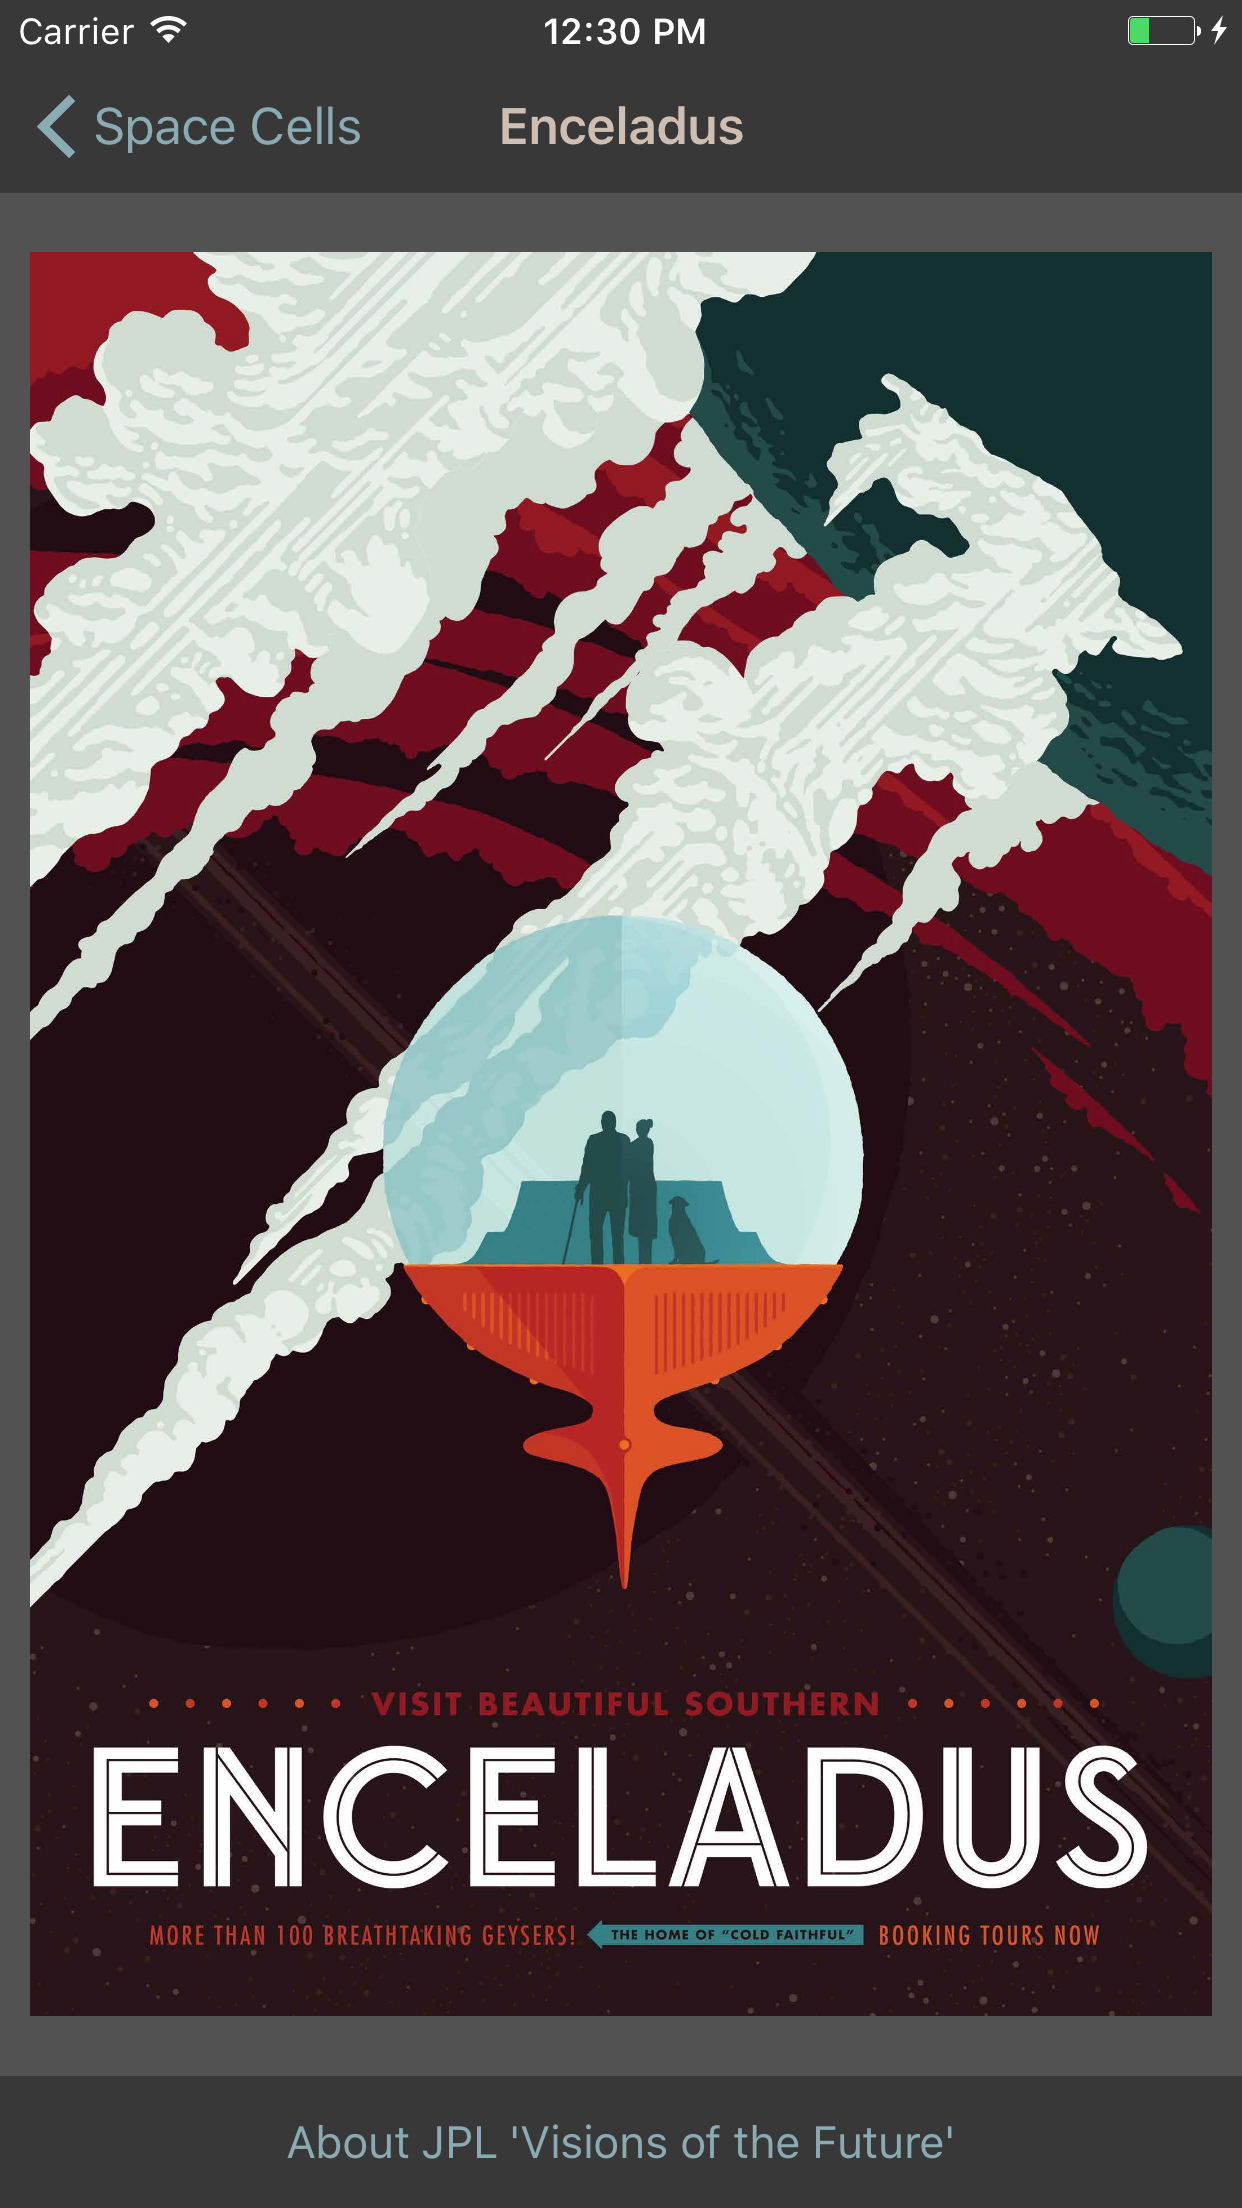 Carrier 12:30 PM
Space Cells Enceladus
VISIT BEAUTIFUL SOUTHERN
ENCELADUS
MORE THAN 100 BREATHTAKING GEYSERS! THE HOME OF "COLD FAITHFUL" BOOKING TOURS NOW
About JPL 'Visions of the Future'